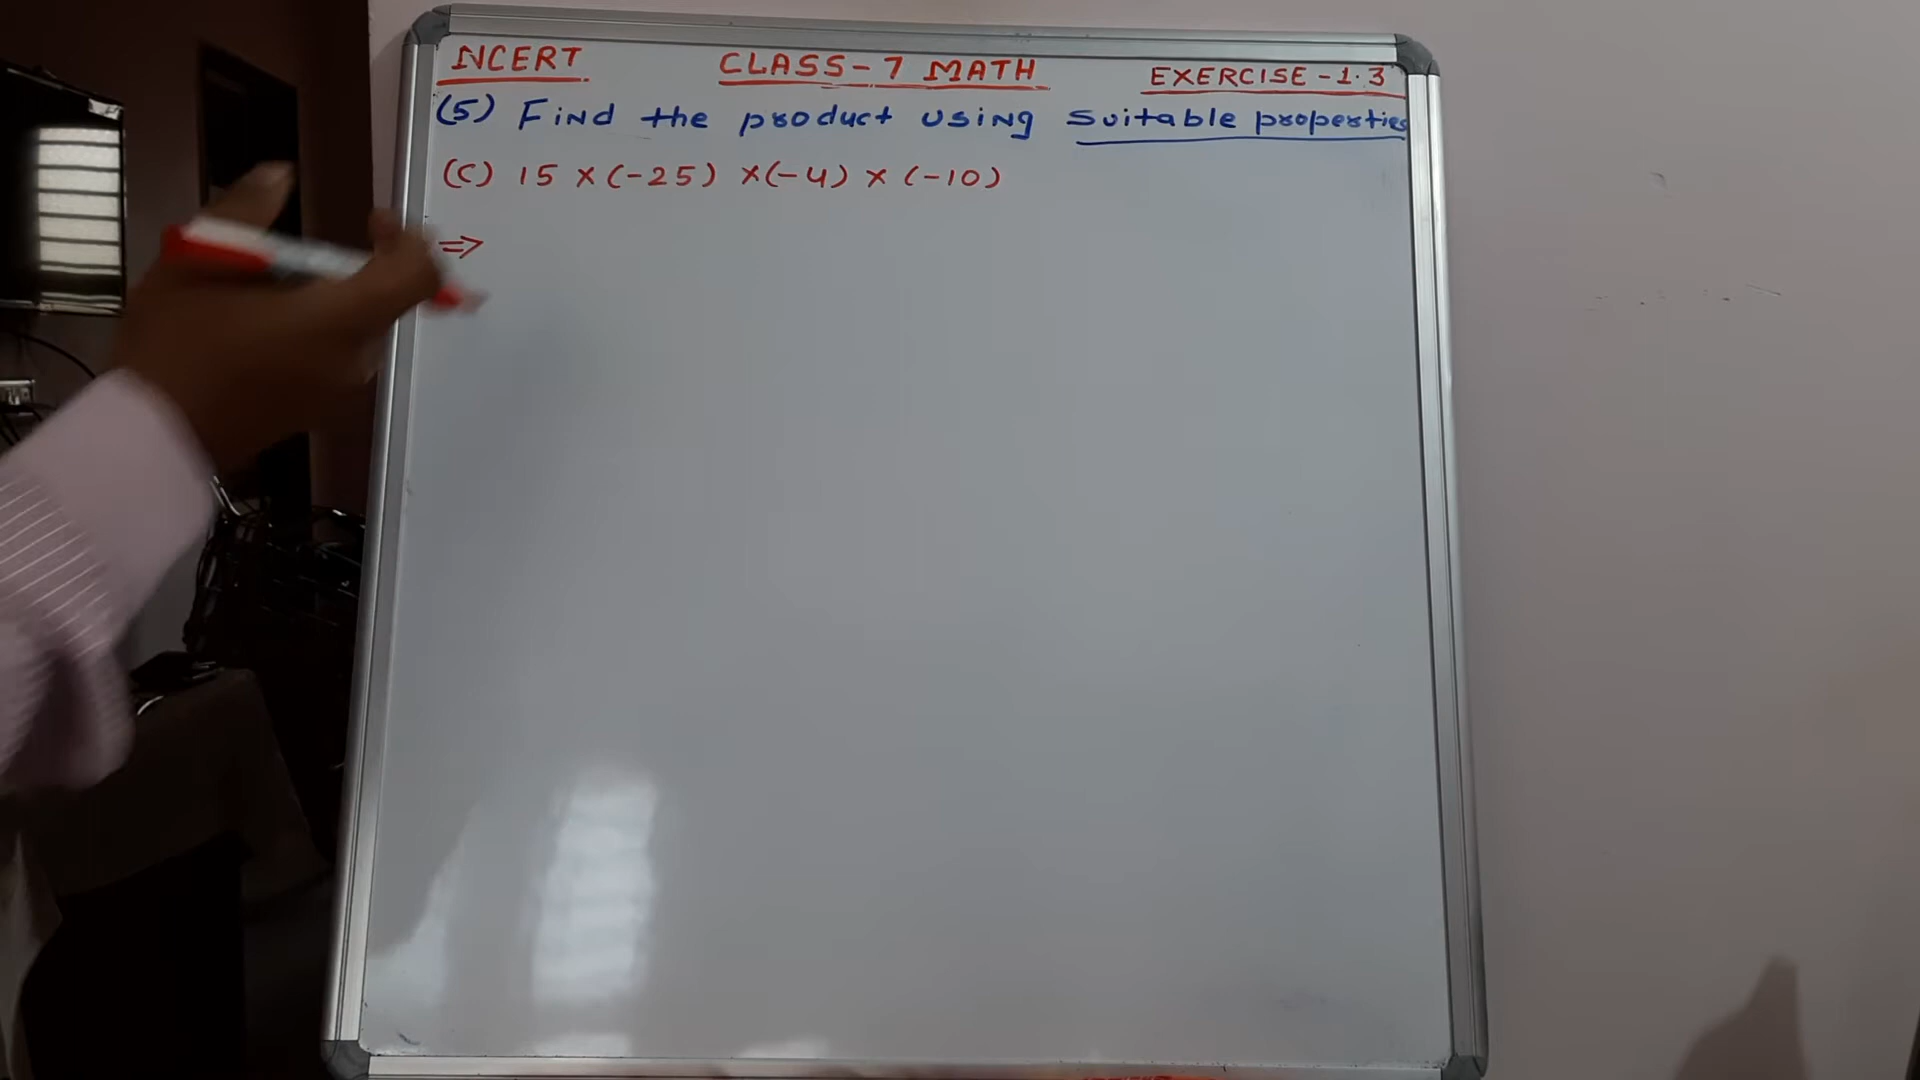 NCERT CLASS-7 MATH EXERCISE-1.3
(5) Find the product using suitable properties
(C) 15 × (-25) × (-4) × (-10)
⇒